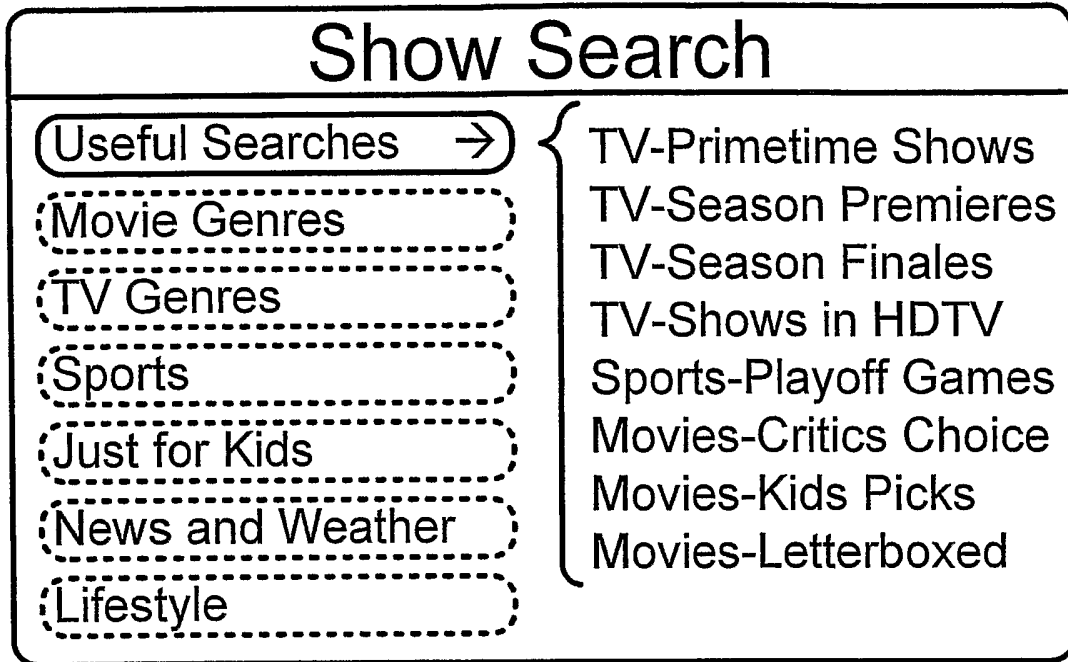 Show Search
Useful Searches →
Movie Genres
TV Genres
Sports
Just for Kids
News and Weather
Lifestyle
TV-Primetime Shows
TV-Season Premieres
TV-Season Finales
TV-Shows in HDTV
Sports-Playoff Games
Movies-Critics Choice
Movies-Kids Picks
Movies-Letterboxed